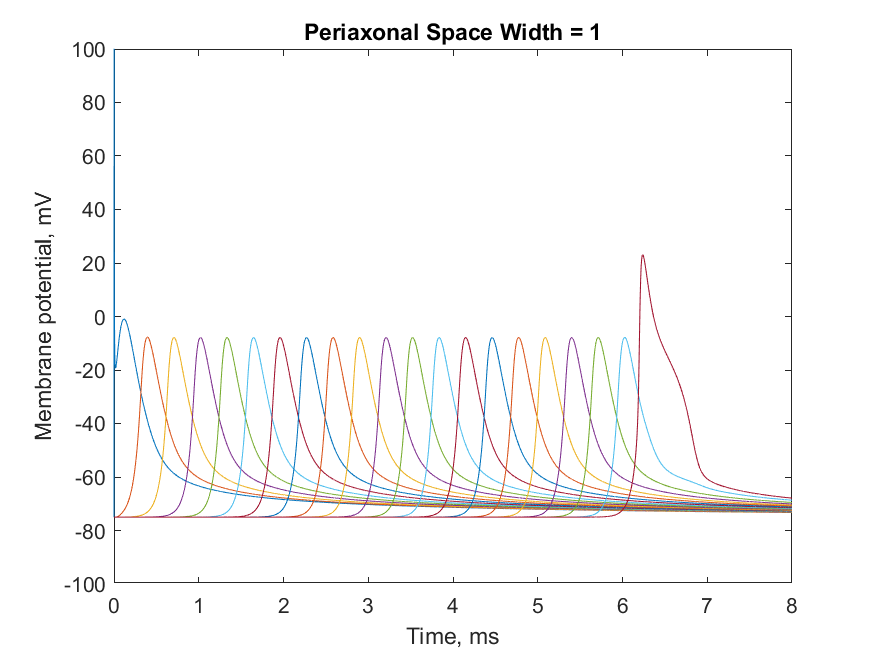 Periaxonal Space Width = 1
100
80
60
40
20
0
-20
-40
-60
-80
-100
Membrane potential, mV
0 1 2 3 4 5 6 7 8
Time, ms